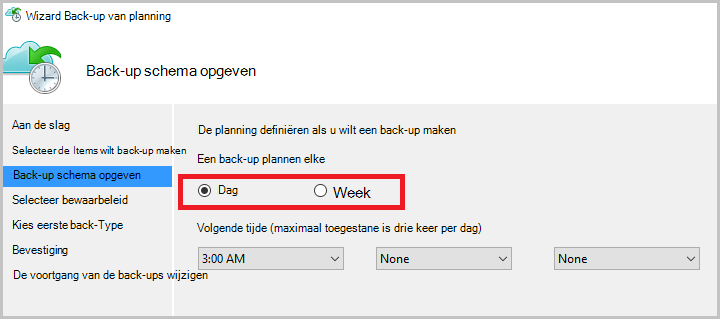 Wizard Back-up van planning
Back-up schema opgeven
Aan de slag
Selecteer de Items wilt back-up maken
Back-up schema opgeven
Selecteer bewaarbeleid
Kies eerste back-Type
Bevestiging
De voortgang van de back-ups wijzigen
De planning definiëren als u wilt een back-up maken
Een back-up plannen elke
Dag Week
Volgende tijde (maximaal toegestane is drie keer per dag)
3:00 AM None None